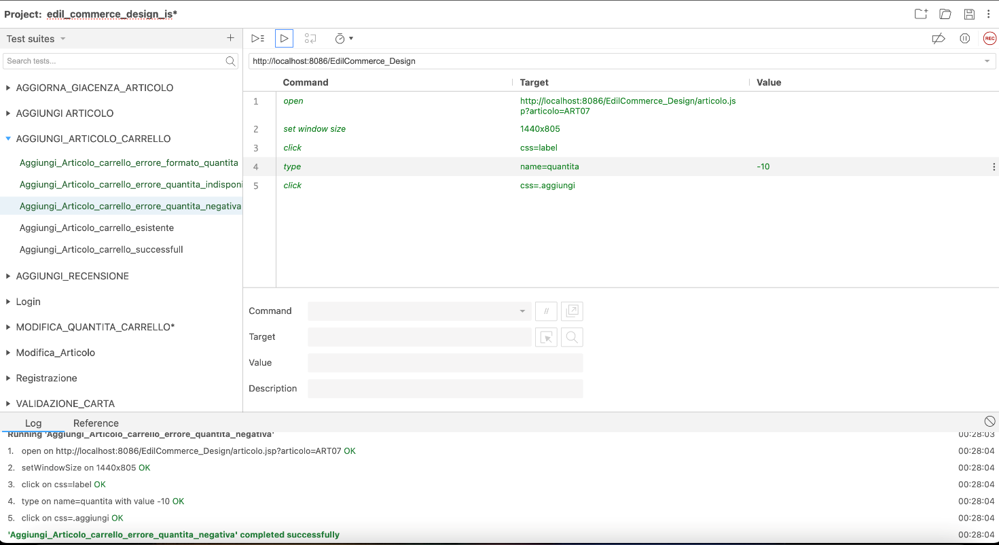 Project: edil_commerce_design_is*
Test suites
Search tests...
http://localhost:8086/EdilCommerce_Design
REC
AGGIORNA_GIACENZA_ARTICOLO
AGGIUNGI ARTICOLO
AGGIUNGI_ARTICOLO_CARRELLO
Aggiungi_Articolo_carrello_errore_formato_quantita
Aggiungi_Articolo_carrello_errore_quantita_indisponi
Aggiungi_Articolo_carrello_errore_quantita_negativa
Aggiungi_Articolo_carrello_esistente
Aggiungi_Articolo_carrello_successfull
AGGIUNGI_RECENSIONE
Login
MODIFICA_QUANTITA_CARRELLO*
Modifica_Articolo
Registrazione
VALIDAZIONE_CARTA
Command Target Value
1 open http://localhost:8086/EdilCommerce_Design/articolo.js
p?articolo=ART07
2 set window size 1440x805
3 click css=label
4 type name=quantita -10
5 click css=.aggiungi
Command //
Target
Value
Description
Log Reference
Running 'Aggiungi_Articolo_carrello_errore_quantita_negativa' 00:28:03
1. open on http://localhost:8086/EdilCommerce_Design/articolo.jsp?articolo=ART07 OK 00:28:04
2. setWindowSize on 1440x805 OK 00:28:04
3. click on css=label OK 00:28:04
4. type on name=quantita with value -10 OK 00:28:04
5. click on css=.aggiungi OK 00:28:04
'Aggiungi_Articolo_carrello_errore_quantita_negativa' completed successfully 00:28:04